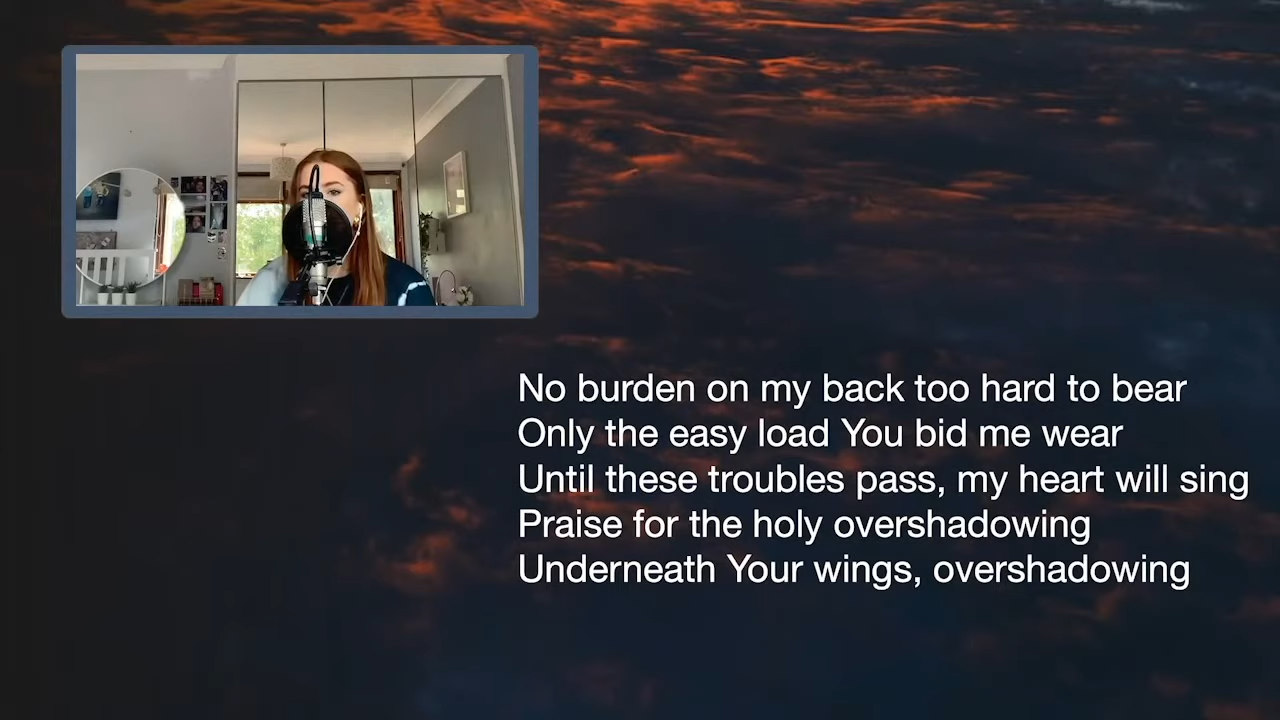 No burden on my back too hard to bear
Only the easy load You bid me wear
Until these troubles pass, my heart will sing
Praise for the holy overshadowing
Underneath Your wings, overshadowing